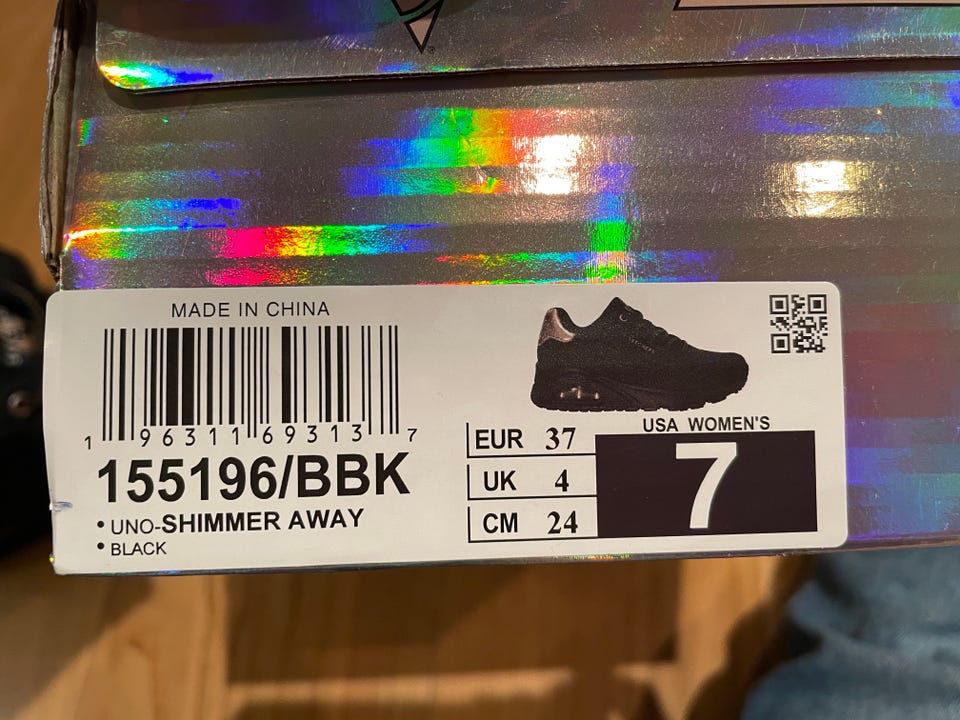 MADE IN CHINA
1 96311 69313 7
155196/BBK
• UNO-SHIMMER AWAY
• BLACK
EUR 37
UK 4
CM 24
USA WOMEN'S
7